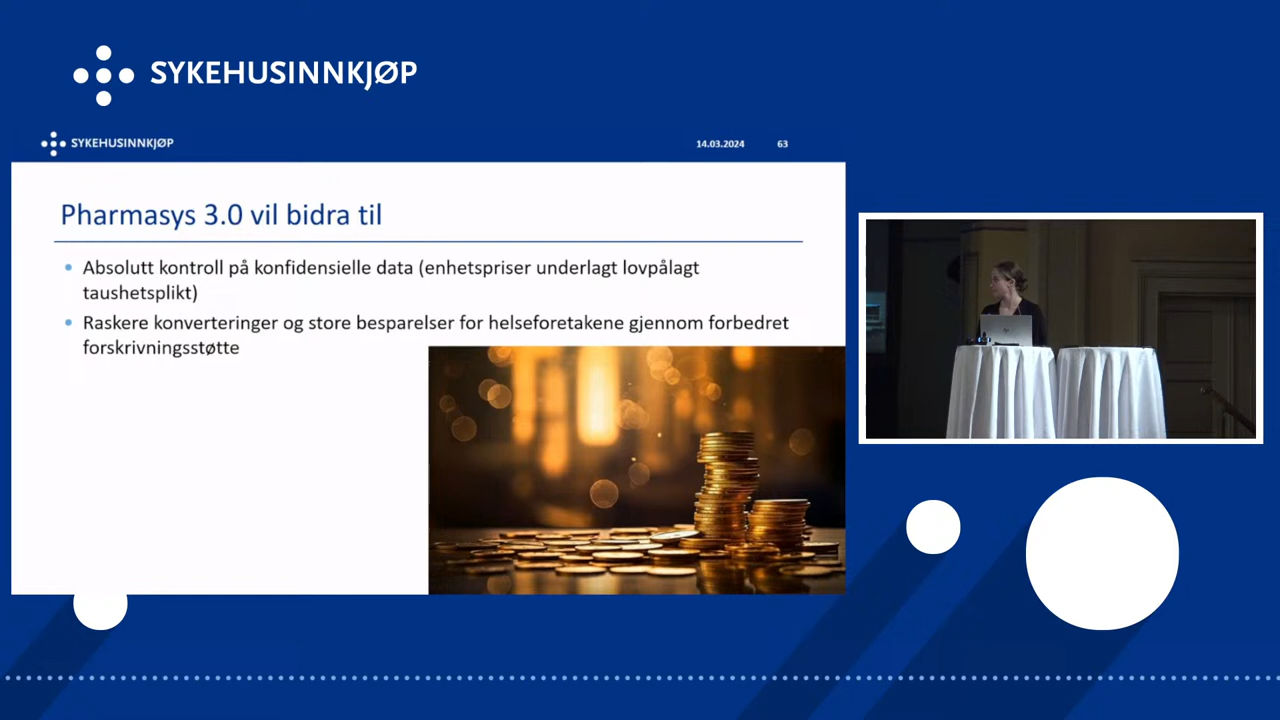 SYKEHUSINNKJØP
SYKEHUSINNKJØP
14.03.2024 63
Pharmasys 3.0 vil bidra til
• Absolutt kontroll på konfidensielle data (enhetspriser underlagt lovpålagt
taushetsplikt)
• Raskere konverteringer og store besparelser for helseforetakene gjennom forbedret
forskrivningsstøtte